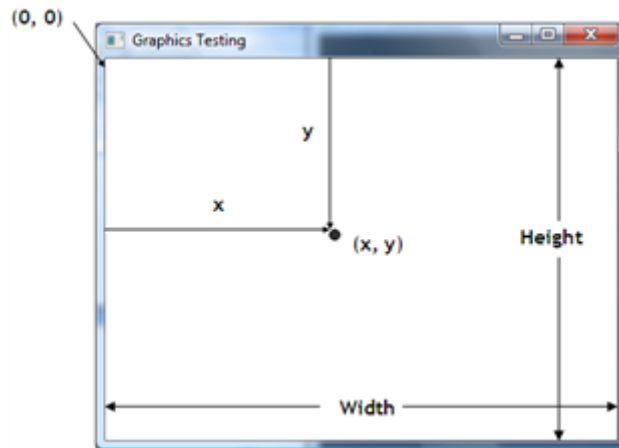 (0, 0)
Graphics Testing
y
x
(x, y)
Height
Width